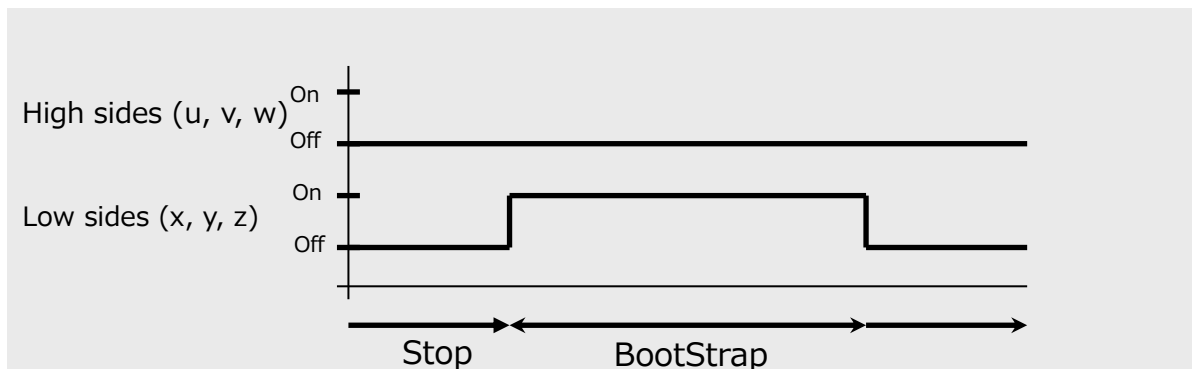 On
High sides (u, v, w)
Off
On
Low sides (x, y, z)
Off
Stop
BootStrap